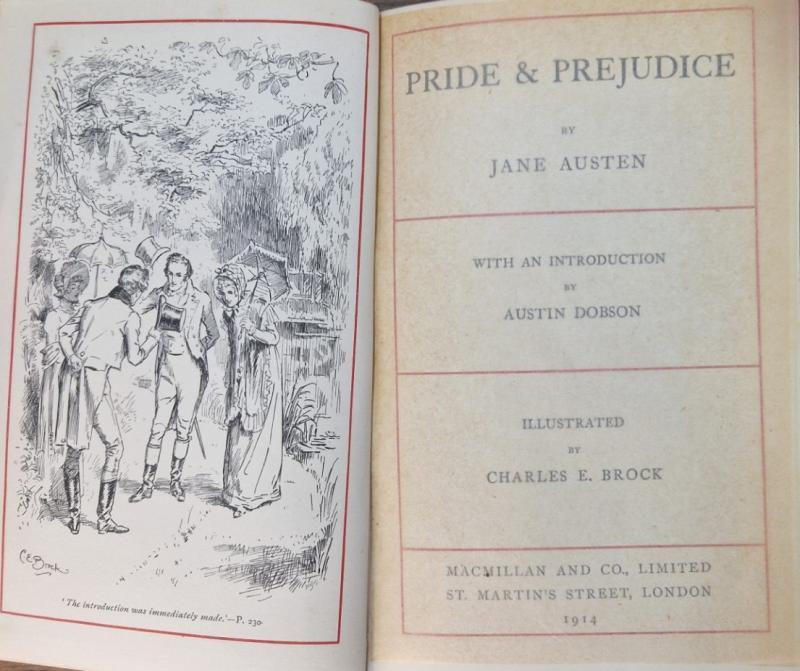 C.E.Brock
'The introduction was immediately made.'—P. 230.
PRIDE & PREJUDICE
BY
JANE AUSTEN
WITH AN INTRODUCTION
BY
AUSTIN DOBSON
ILLUSTRATED
BY
CHARLES E. BROCK
MACMILLAN AND CO., LIMITED
ST. MARTIN'S STREET, LONDON
1914